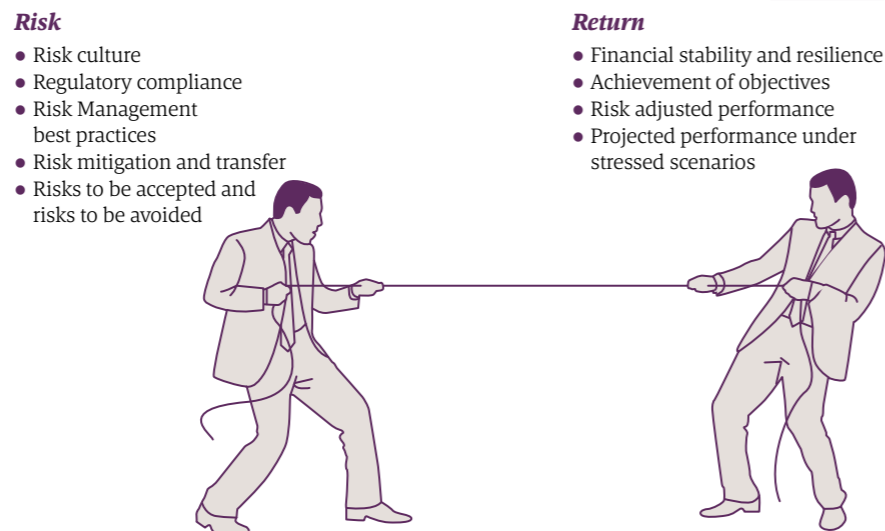 Risk
● Risk culture
● Regulatory compliance
● Risk Management
best practices
● Risk mitigation and transfer
● Risks to be accepted and
risks to be avoided
Return
● Financial stability and resilience
● Achievement of objectives
● Risk adjusted performance
● Projected performance under
stressed scenarios